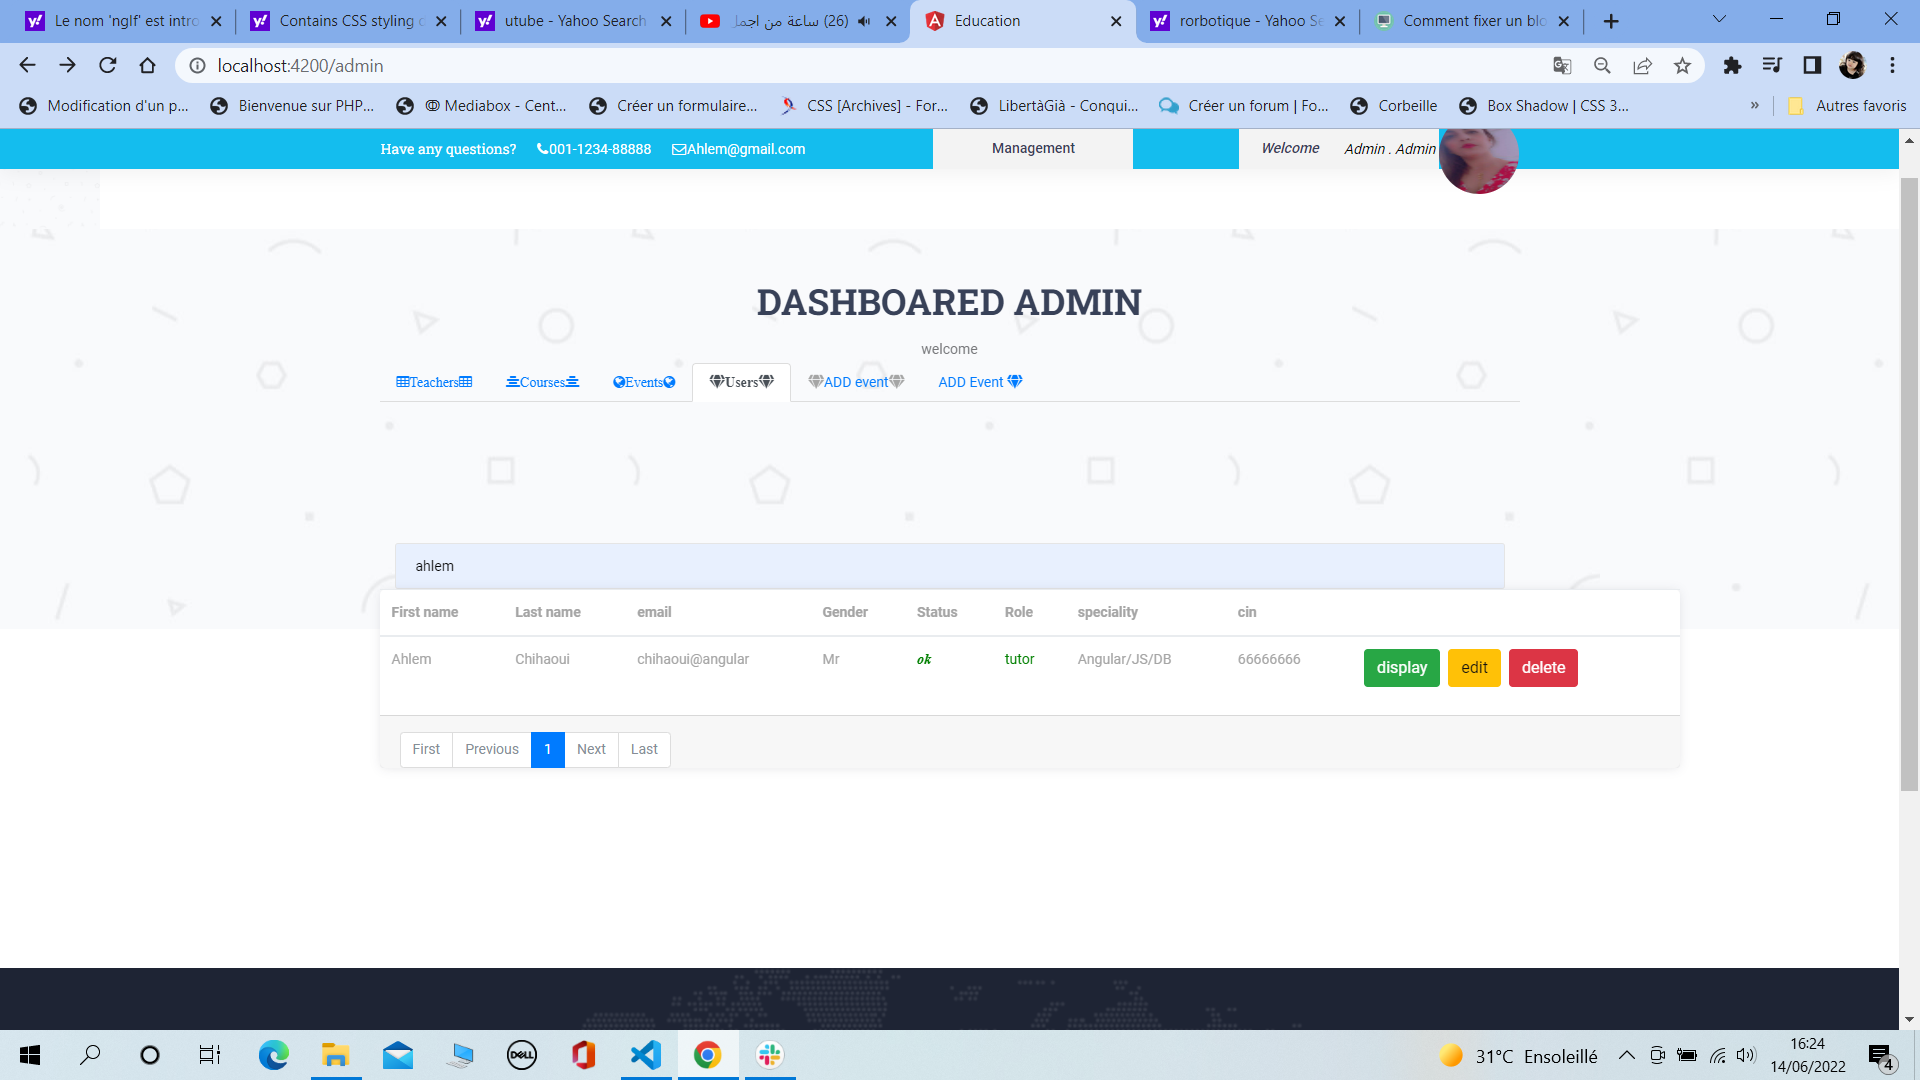 Le nom 'nglf' est intro
Contains CSS styling o
utube - Yahoo Search
(26) ساعة من اجمل
Education
rorbotique - Yahoo Se
Comment fixer un blo
localhost:4200/admin
Modification d'un p...
Bienvenue sur PHP...
Mediabox - Cent...
Créer un formulaire...
CSS [Archives] - For...
LibertàGià - Conqui...
Créer un forum | Fo...
Corbeille
Box Shadow | CSS 3...
»
Autres favoris
Have any questions? 001-1234-88888 Ahlem@gmail.com
Management
Welcome Admin . Admin
DASHBOARED ADMIN
welcome
Teachers Courses Events Users ADD event ADD Event
ahlem
First name Last name email Gender Status Role speciality cin
Ahlem Chihaoui chihaoui@angular Mr ok tutor Angular/JS/DB 66666666 display edit delete
First Previous 1 Next Last
DELL
31°C Ensoleillé
16:24
14/06/2022
4